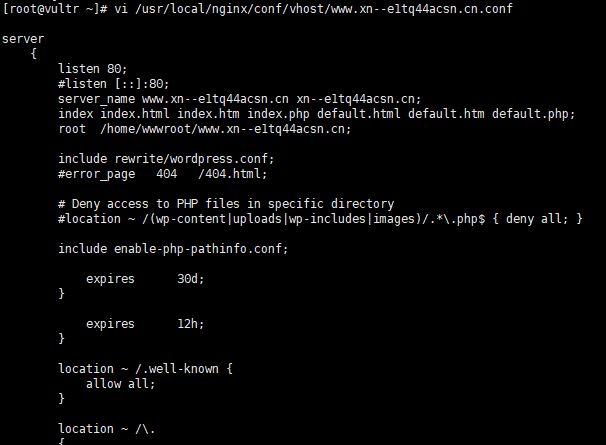 [root@vultr ~]# vi /usr/local/nginx/conf/vhost/www.xn--e1tq44acsn.cn.conf
server
{
listen 80;
#listen [::]:80;
server_name www.xn--e1tq44acsn.cn xn--e1tq44acsn.cn;
index index.html index.htm index.php default.html default.htm default.php;
root  /home/wwwroot/www.xn--e1tq44acsn.cn;
include rewrite/wordpress.conf;
#error_page   404   /404.html;
# Deny access to PHP files in specific directory
#location ~ /(wp-content|uploads|wp-includes|images)/.*\.php$ { deny all; }
include enable-php-pathinfo.conf;
expires      30d;
}
expires      12h;
}
location ~ /.well-known {
allow all;
}
location ~ /\.
{